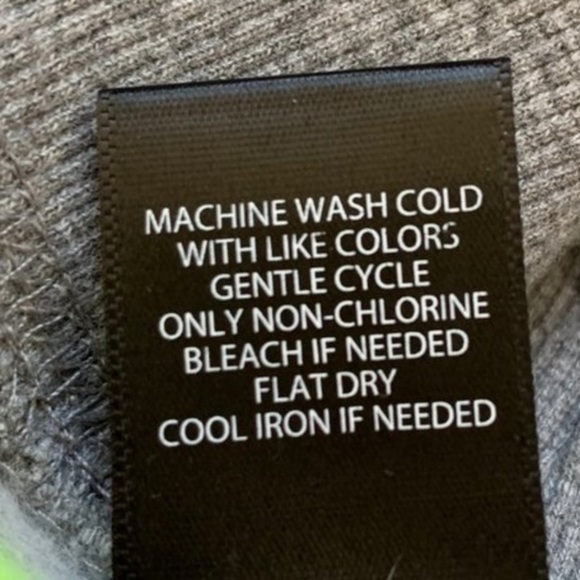 MACHINE WASH COLD
WITH LIKE COLORS
GENTLE CYCLE
ONLY NON-CHLORINE
BLEACH IF NEEDED
FLAT DRY
COOL IRON IF NEEDED